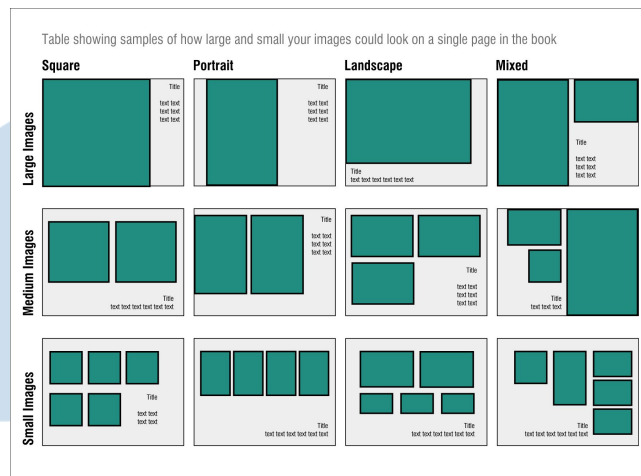 Table showing samples of how large and small your images could look on a single page in the book
Square
Portrait
Landscape
Mixed
Large Images
Title
text text
text text
text text
Title
text text
text text
text text
Title
text text text text text text
Title
text text
text text
text text
Medium Images
Title
text text text text text text
Title
text text
text text
text text
Title
text text
text text
text text
Title
text text text
Small Images
Title
text text
text text
Title
text text text text text text
Title
text text text text text text
Title
text text text text text text